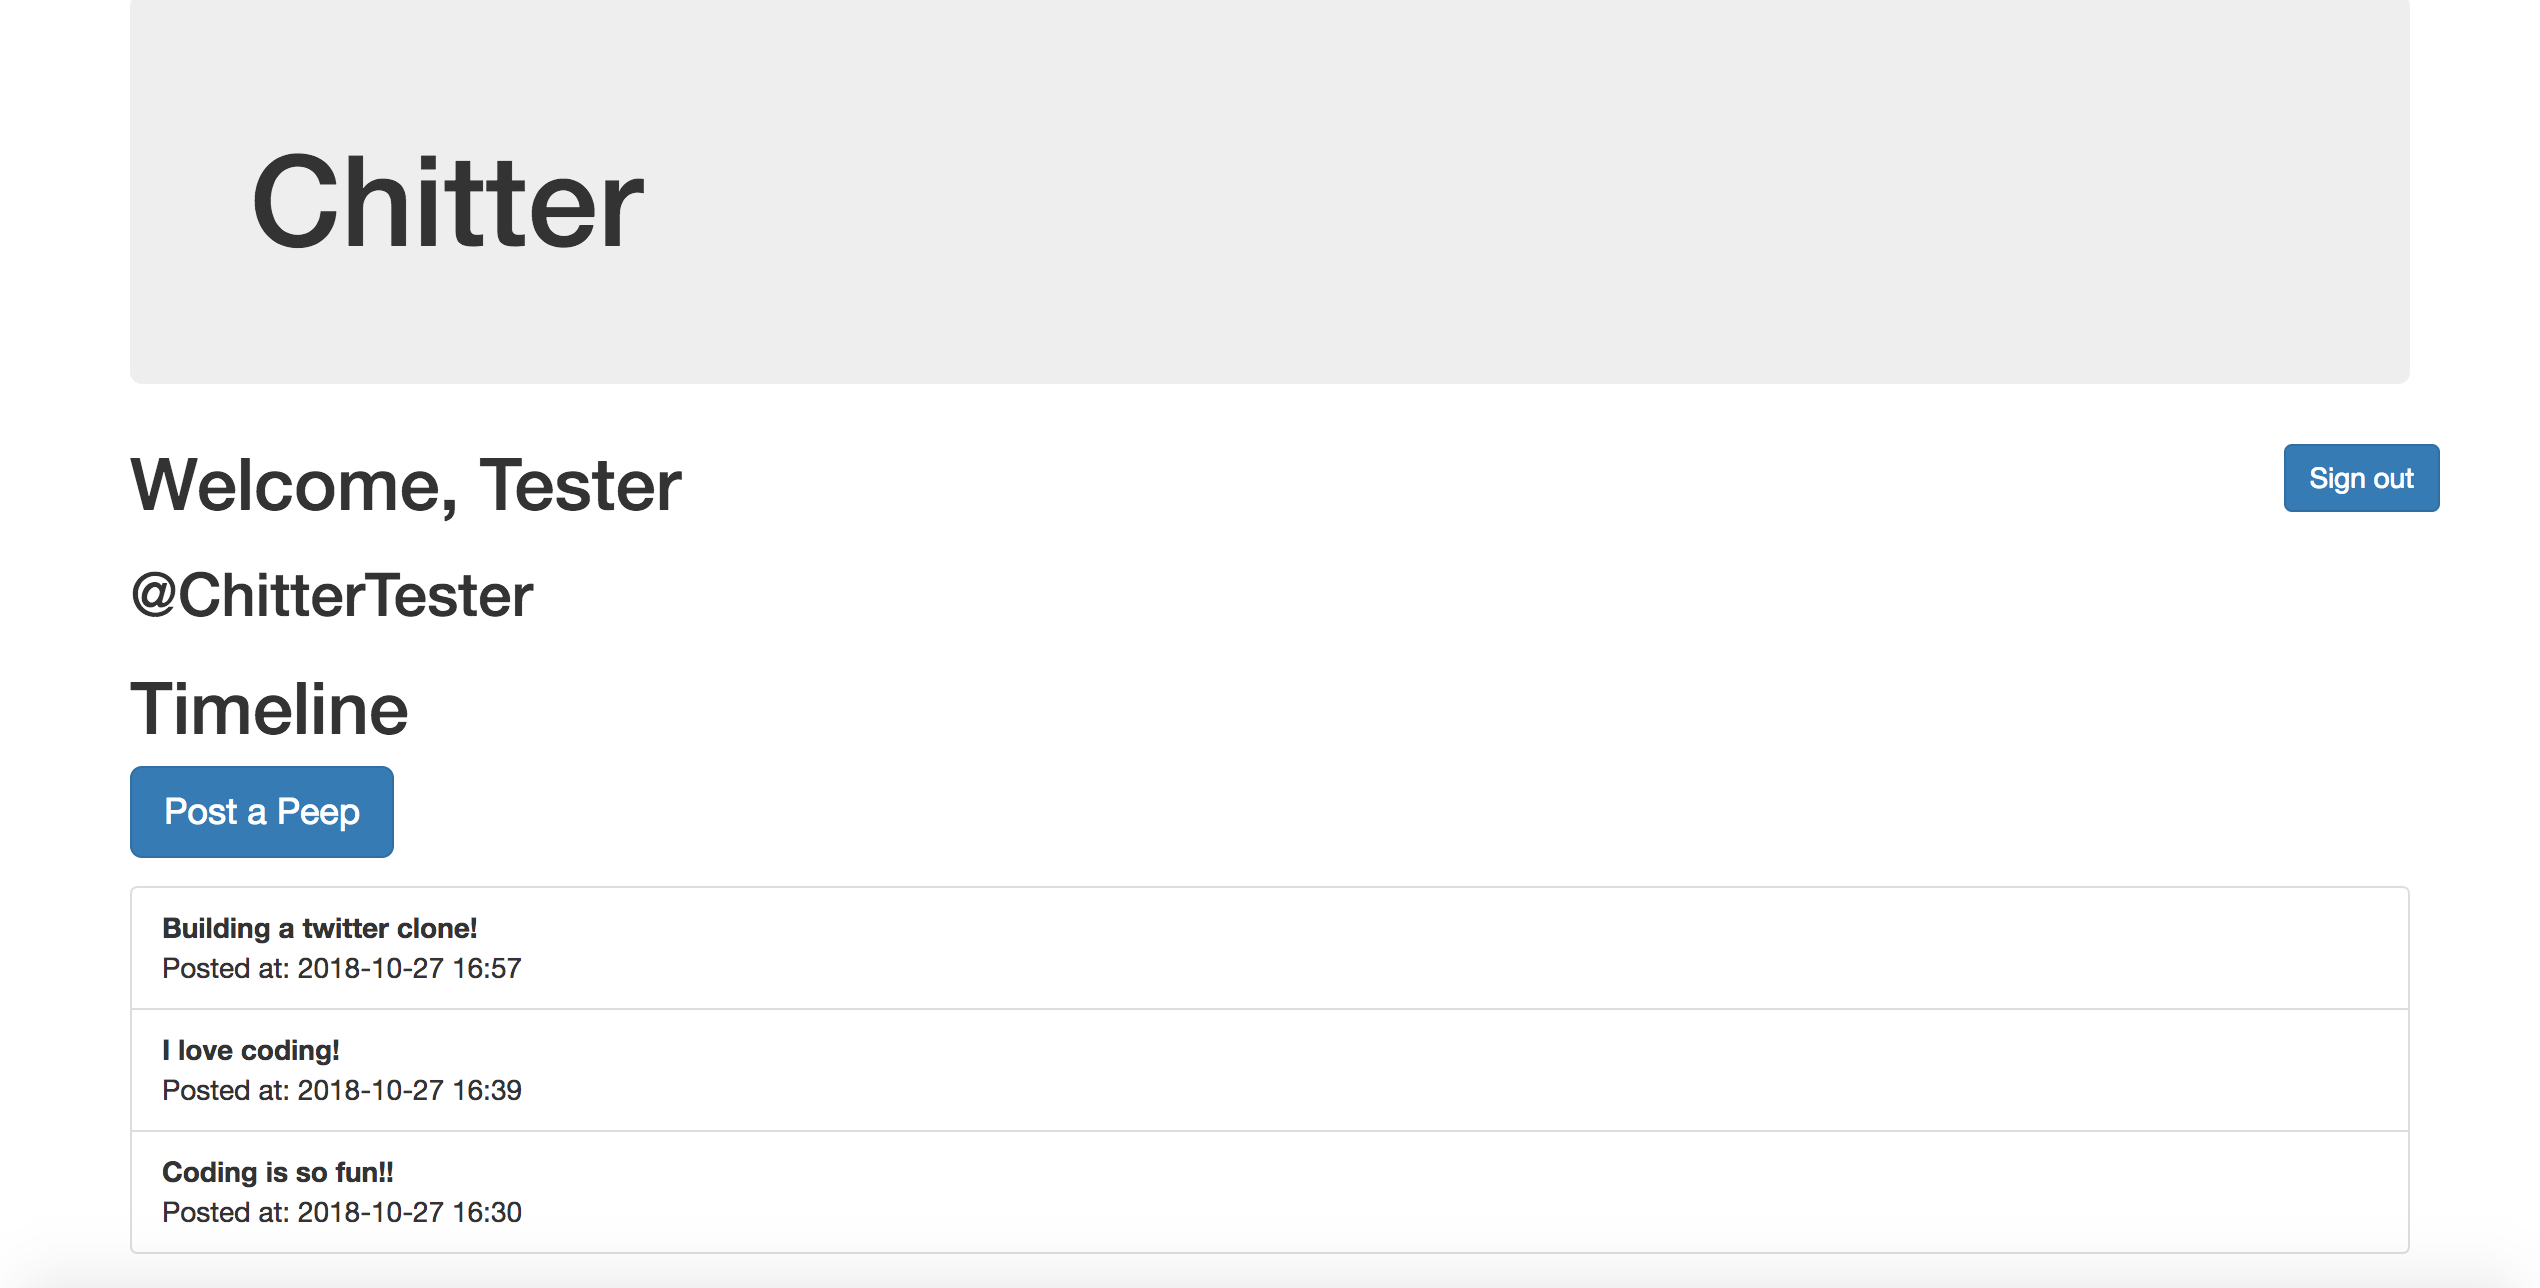 Chitter
Welcome, Tester
Sign out
@ChitterTester
Timeline
Post a Peep
Building a twitter clone!
Posted at: 2018-10-27 16:57
I love coding!
Posted at: 2018-10-27 16:39
Coding is so fun!!
Posted at: 2018-10-27 16:30